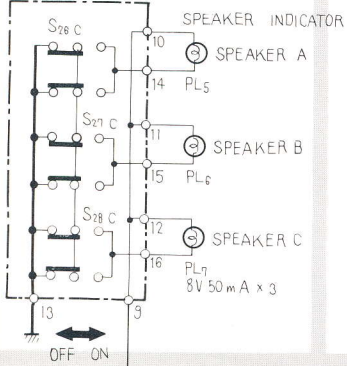 SPEAKER INDICATOR
S26 C
10
SPEAKER A
14
PL5
S27 C
11
SPEAKER B
15
PL6
S28 C
12
SPEAKER C
16
PL7
8V 50mA × 3
13
9
OFF ON